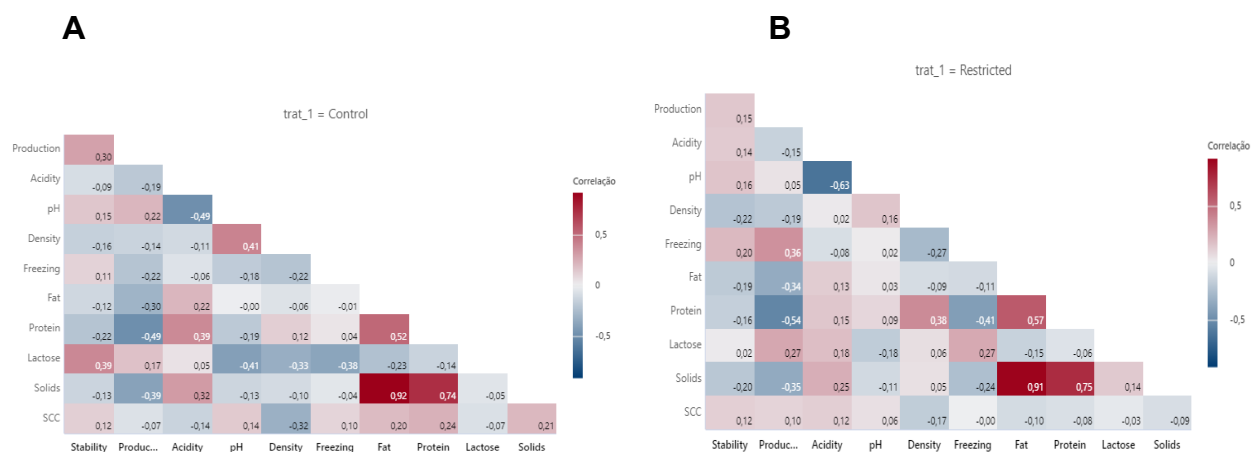 A
trat_1 = Control
Production 0,30
Acidity -0,09 -0,19
pH 0,15 0,22 -0,49
Density -0,16 -0,14 -0,11 0,41
Freezing 0,11 -0,22 -0,06 -0,18 -0,22
Fat -0,12 -0,30 0,22 -0,00 -0,06 -0,01
Protein -0,22 -0,49 0,39 -0,19 0,12 0,04 0,52
Lactose 0,39 0,17 0,05 -0,41 -0,33 -0,38 -0,23 -0,14
Solids -0,13 -0,39 0,32 -0,13 -0,10 -0,04 0,92 0,74 -0,05
SCC 0,12 -0,07 -0,14 0,14 -0,32 0,10 0,20 0,24 -0,07 0,21
Stability Produc... Acidity pH Density Freezing Fat Protein Lactose Solids
Correlação
0,5
0
-0,5
B
trat_1 = Restricted
Production 0,15
Acidity 0,14 -0,15
pH 0,16 0,05 -0,63
Density -0,22 -0,19 0,02 0,16
Freezing 0,20 0,36 -0,08 0,02 -0,27
Fat -0,19 -0,34 0,13 0,03 -0,09 -0,11
Protein -0,16 -0,54 0,15 0,09 0,38 -0,41 0,57
Lactose 0,02 0,27 0,18 -0,18 0,06 0,27 -0,15 -0,06
Solids -0,20 -0,35 0,25 -0,11 0,05 -0,24 0,91 0,75 0,14
SCC 0,12 0,10 0,12 0,06 -0,17 -0,00 -0,10 -0,08 -0,03 -0,09
Stability Produc... Acidity pH Density Freezing Fat Protein Lactose Solids
Correlação
0,5
0
-0,5